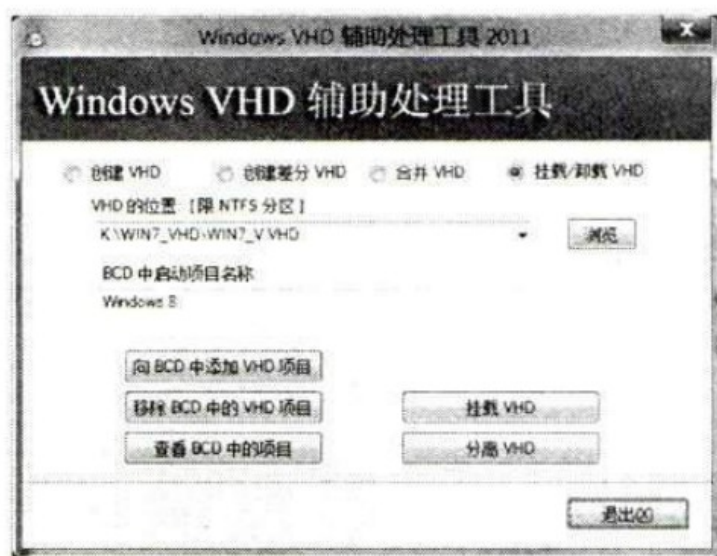 Windows VHD 辅助处理工具 2011
Windows VHD 辅助处理工具
创建 VHD 创建差分 VHD 合并 VHD 挂载/卸载 VHD
VHD 的位置 [限 NTFS 分区]
K:\WIN7_VHD\WIN7_V.VHD 浏览
BCD 中启动项目名称
Windows 8
向 BCD 中添加 VHD 项目
移除 BCD 中的 VHD 项目 挂载 VHD
查看 BCD 中的项目 分离 VHD
退出(X)